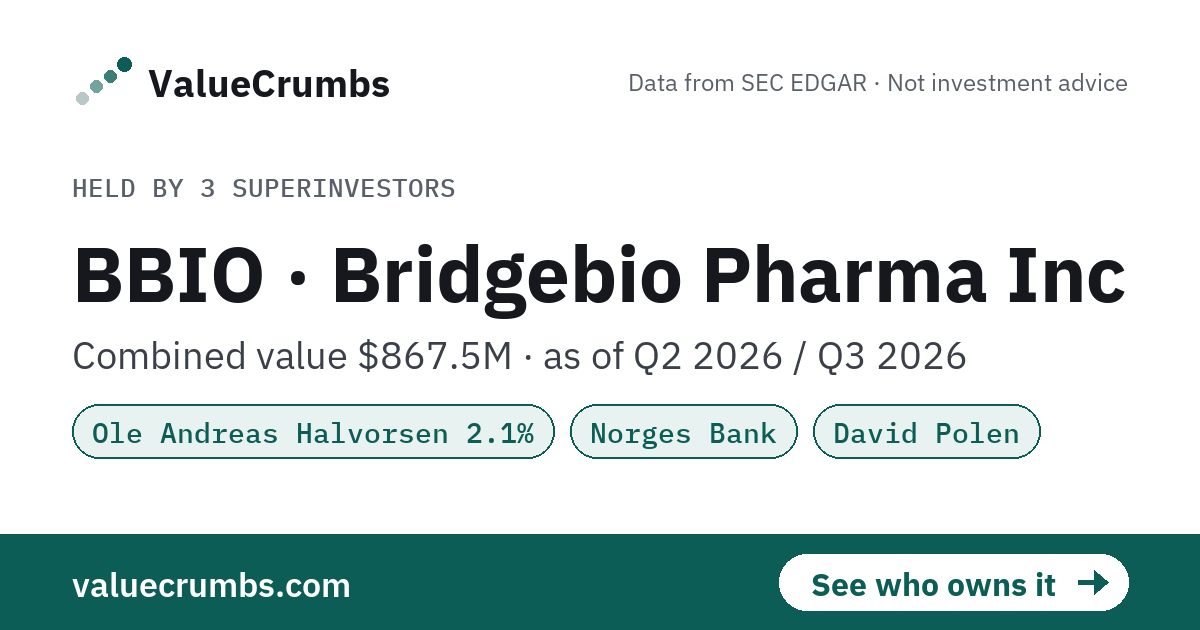 ValueCrumbs
Data from SEC EDGAR · Not investment advice
HELD BY 3 SUPERINVESTORS
BBIO · Bridgebio Pharma Inc
Combined value $867.5M · as of Q2 2026 / Q3 2026
Ole Andreas Halvorsen 2.1% Norges Bank David Polen
valuecrumbs.com
See who owns it →